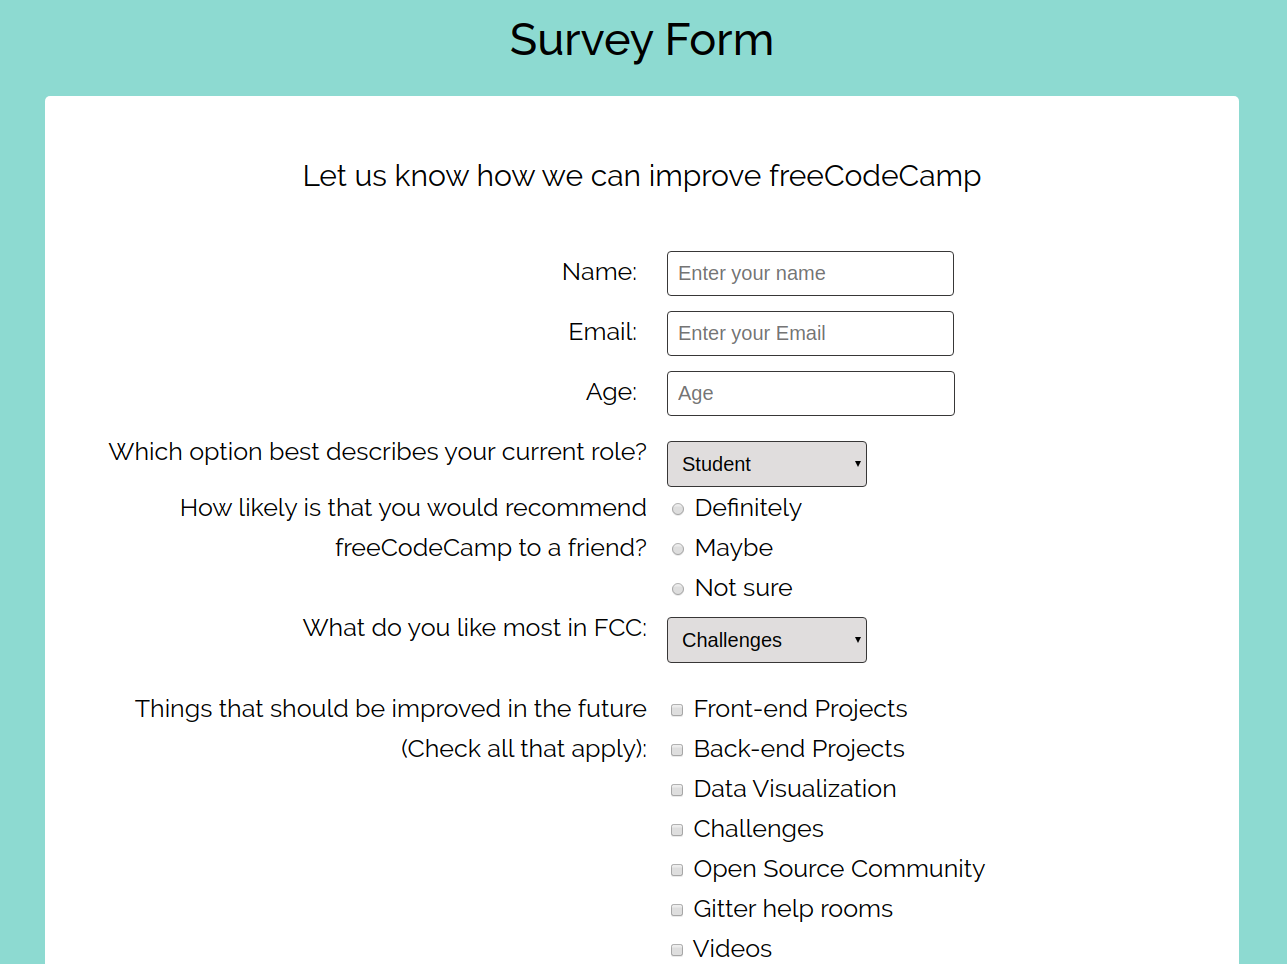 Survey Form
Let us know how we can improve freeCodeCamp
Name: Enter your name
Email: Enter your Email
Age: Age
Which option best describes your current role? Student
How likely is that you would recommend
freeCodeCamp to a friend?
Definitely
Maybe
Not sure
What do you like most in FCC: Challenges
Things that should be improved in the future
(Check all that apply):
Front-end Projects
Back-end Projects
Data Visualization
Challenges
Open Source Community
Gitter help rooms
Videos